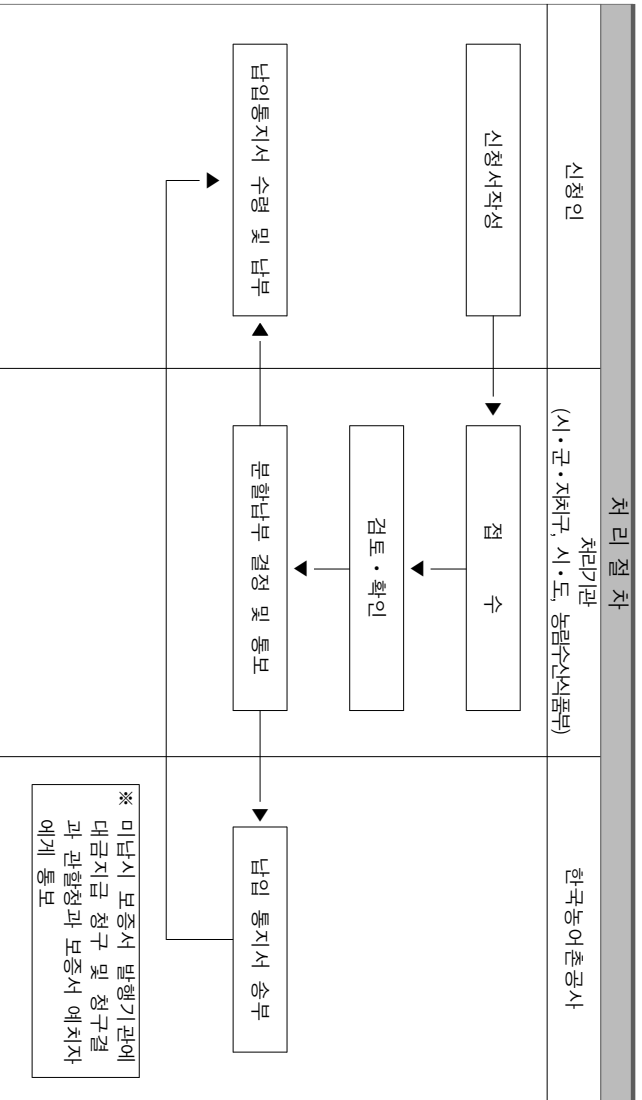 처 리 절 차
신청인
처리기관
(시・군・자치구, 시・도, 농림수산식품부)
한국농어촌공사
신청서작성
접 수
검토・확인
납입통지서 수령 및 납부
분할납부 결정 및 통보
납입 통지서 송부
※ 미납시 보증서 발행기관에
대금지급 청구 및 청구결
과 관할청과 보증서 예치자
에게 통보